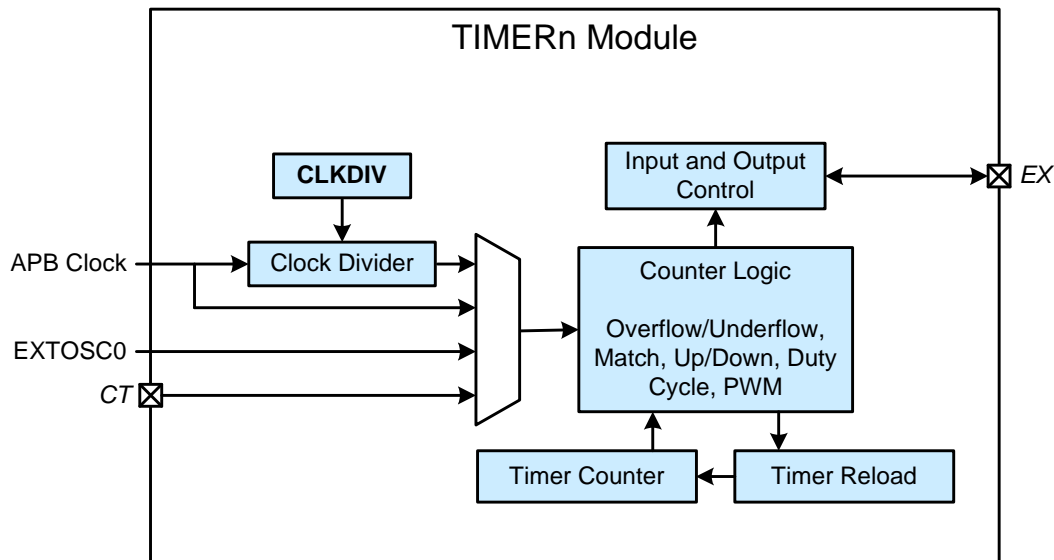 TIMERn Module
CLKDIV
Input and Output
Control
EX
APB Clock
Clock Divider
Counter Logic
Overflow/Underflow,
Match, Up/Down, Duty
Cycle, PWM
EXTOSC0
CT
Timer Counter
Timer Reload